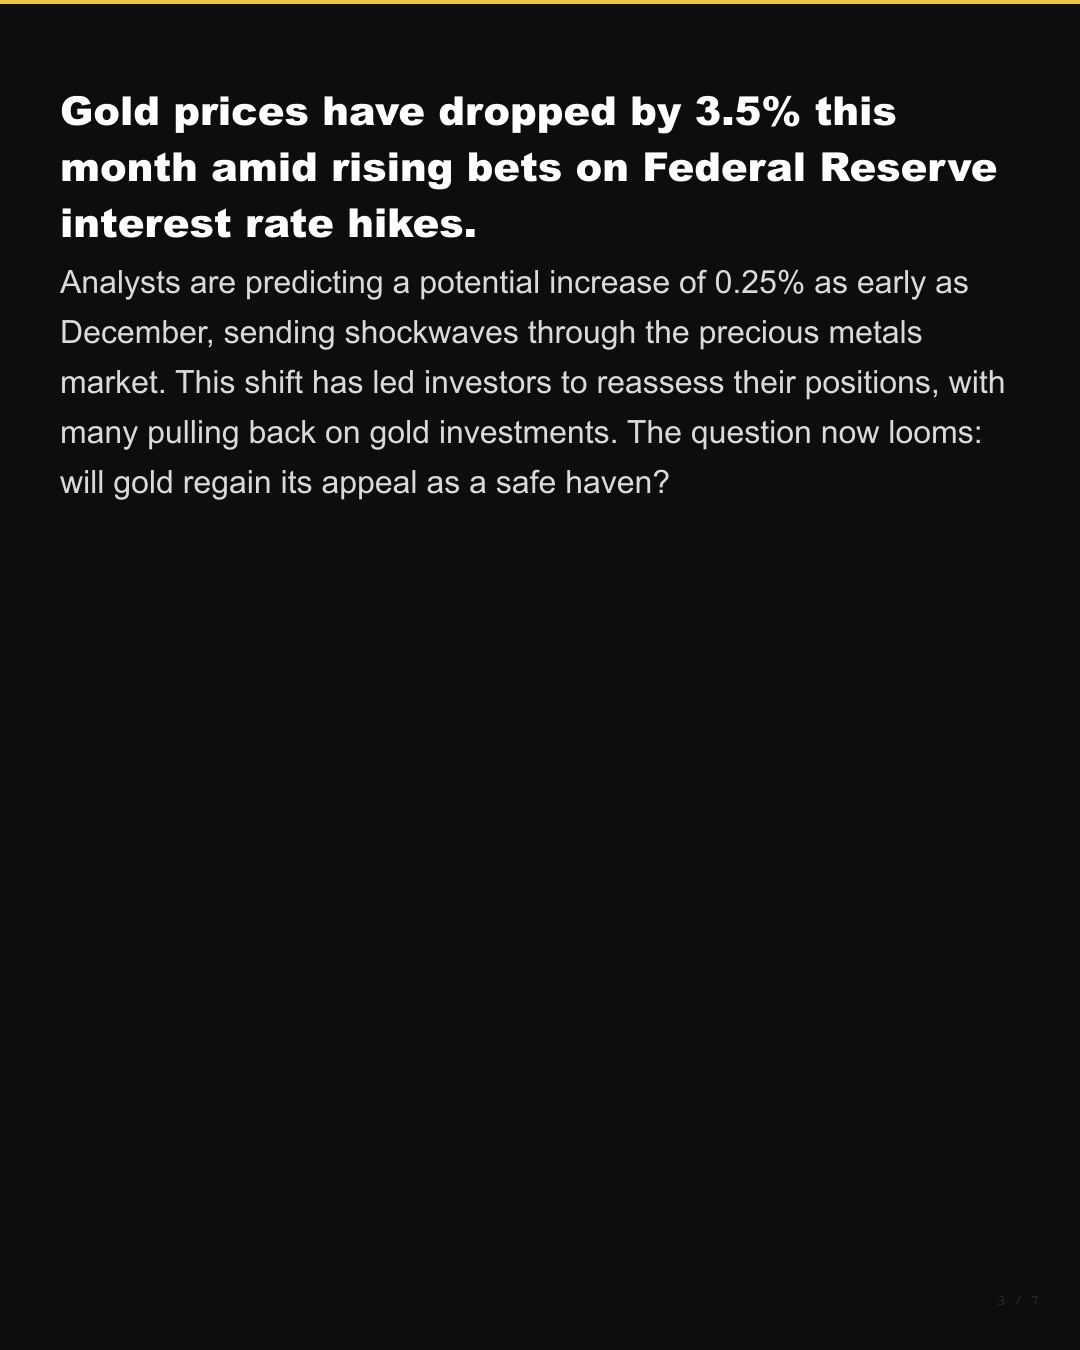 Gold prices have dropped by 3.5% this
month amid rising bets on Federal Reserve
interest rate hikes.
Analysts are predicting a potential increase of 0.25% as early as
December, sending shockwaves through the precious metals
market. This shift has led investors to reassess their positions, with
many pulling back on gold investments. The question now looms:
will gold regain its appeal as a safe haven?
3 / 7